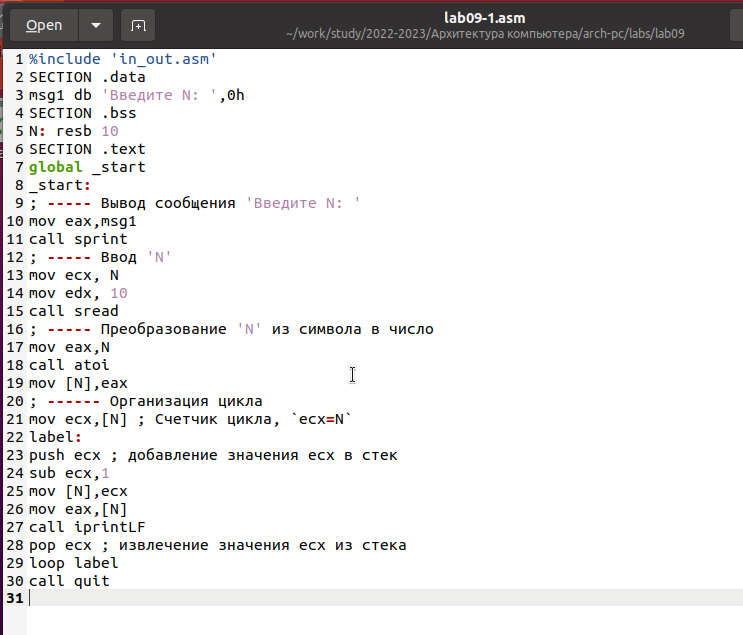 Open
lab09-1.asm
~/work/study/2022-2023/Архитектура компьютера/arch-pc/labs/lab09
1 %include 'in_out.asm'
2 SECTION .data
3 msg1 db 'Введите N: ',0h
4 SECTION .bss
5 N: resb 10
6 SECTION .text
7 global _start
8 _start:
9 ; ----- Вывод сообщения 'Введите N: '
10 mov eax,msg1
11 call sprint
12 ; ----- Ввод 'N'
13 mov ecx, N
14 mov edx, 10
15 call sread
16 ; ----- Преобразование 'N' из символа в число
17 mov eax,N
18 call atoi
19 mov [N],eax
20 ; ------ Организация цикла
21 mov ecx,[N] ; Счетчик цикла, `ecx=N`
22 label:
23 push ecx ; добавление значения ecx в стек
24 sub ecx,1
25 mov [N],ecx
26 mov eax,[N]
27 call iprintLF
28 pop ecx ; извлечение значения ecx из стека
29 loop label
30 call quit
31